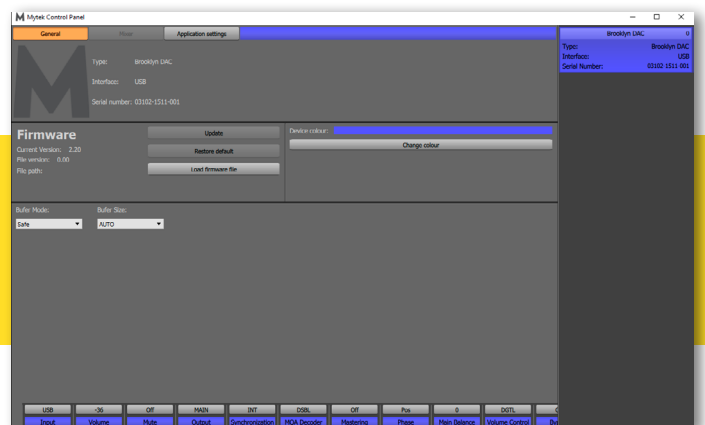 Mytek Control Panel
General Mixer Application settings
Type: Brooklyn DAC
Interface: USB
Serial number: 03102-1511-001
Firmware
Current Version: 2.20
File version: 0.00
File path:
Update
Restore default
Load firmware file
Device colour:
Change colour
Bufer Mode: Bufer Size:
Safe AUTO
USB -36 Off MAIN INT DSBL Off Pos 0 DGTL
Input Volume Mute Output Synchronization MQA Decoder Mastering Phase Main Balance Volume Control
Brooklyn DAC 0
Type: Brooklyn DAC
Interface: USB
Serial Number: 03102-1511-001